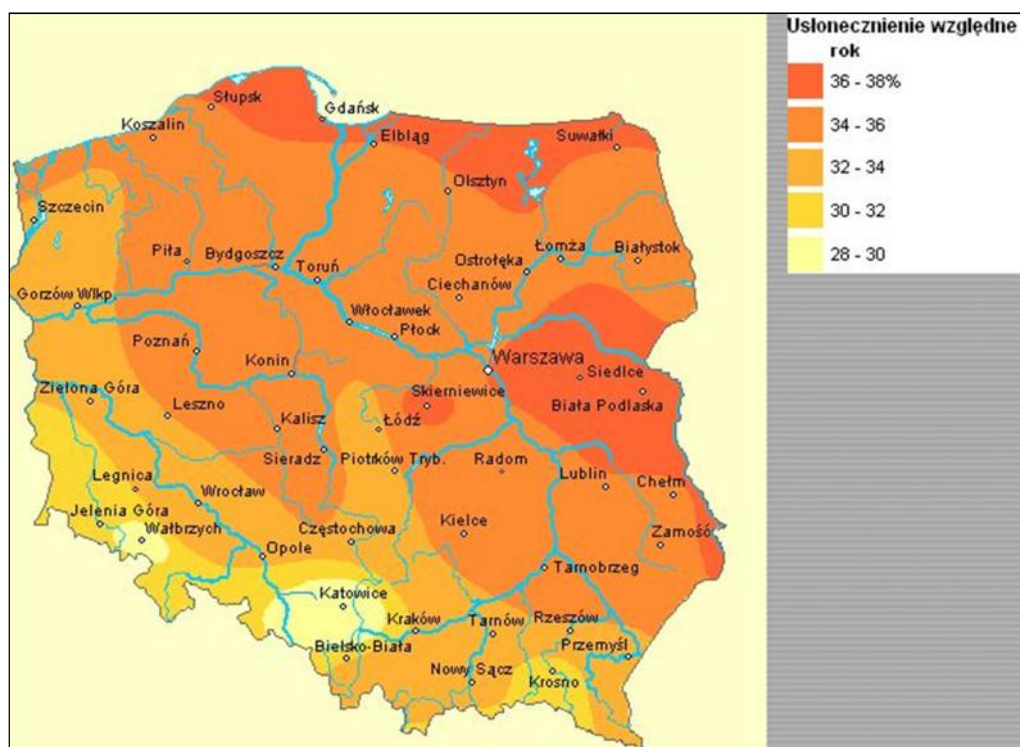 Usłonecznienie względne
rok
36 - 38%
34 - 36
32 - 34
30 - 32
28 - 30
Słupsk
Gdańsk
Koszalin
Elbląg
Suwałki
Olsztyn
Szczecin
Piła
Bydgoszcz
Toruń
Łomża
Białystok
Ostrołęka
Ciechanów
Gorzów Wlkp.
Włocławek
Płock
Poznań
Konin
Warszawa
Siedlce
Skierniewice
Biała Podlaska
Zielona Góra
Leszno
Kalisz
Łódź
Sieradz
Piotrków Tryb.
Radom
Lublin
Chełm
Legnica
Wrocław
Jelenia Góra
Wałbrzych
Częstochowa
Kielce
Zamość
Opole
Tarnobrzeg
Katowice
Kraków
Tarnów
Rzeszów
Bielsko-Biała
Przemyśl
Nowy Sącz
Krosno